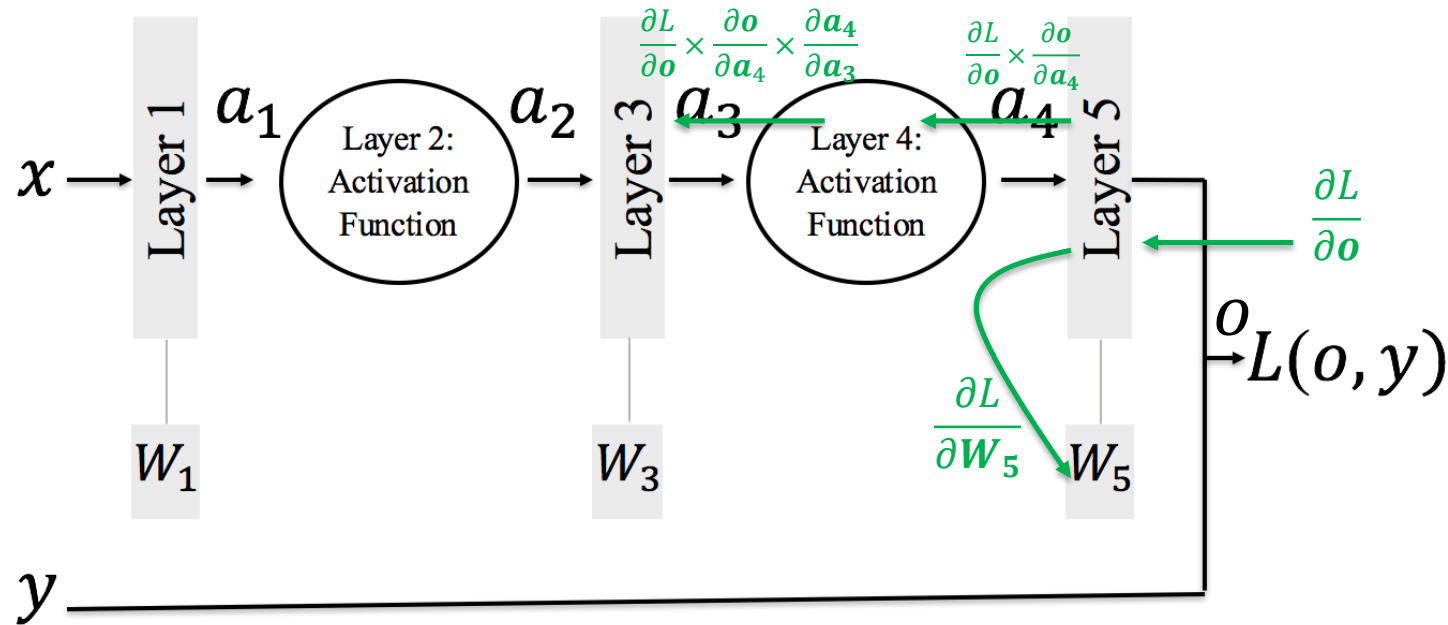 ∂L/∂o × ∂o/∂a₄ × ∂a₄/∂a₃
∂L/∂o × ∂o/∂a₄
x
Layer 1
a₁
Layer 2:
Activation
Function
a₂
Layer 3
a₃
Layer 4:
Activation
Function
a₄
Layer 5
∂L/∂o
o
L(o, y)
∂L/∂W₅
W₁
W₃
W₅
y